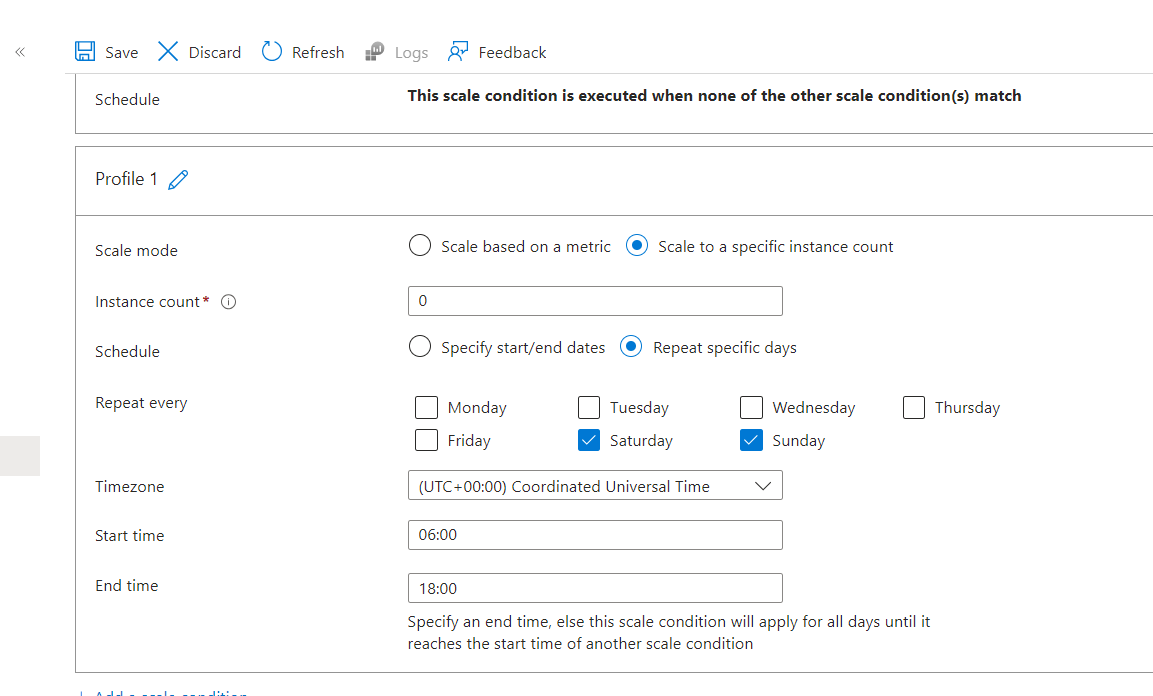 «
Save Discard Refresh Logs Feedback
Schedule This scale condition is executed when none of the other scale condition(s) match
Profile 1
Scale mode Scale based on a metric Scale to a specific instance count
Instance count* 0
Schedule Specify start/end dates Repeat specific days
Repeat every Monday Tuesday Wednesday Thursday
Friday Saturday Sunday
Timezone (UTC+00:00) Coordinated Universal Time
Start time 06:00
End time 18:00
Specify an end time, else this scale condition will apply for all days until it
reaches the start time of another scale condition
Add a scale condition